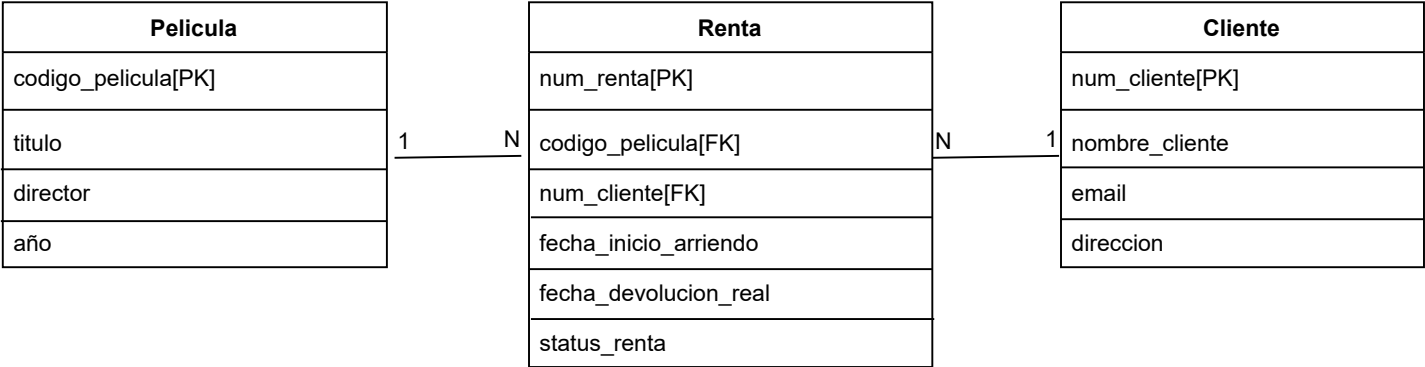 Pelicula
codigo_pelicula[PK]
titulo
director
año
1
N
Renta
num_renta[PK]
codigo_pelicula[FK]
num_cliente[FK]
fecha_inicio_arriendo
fecha_devolucion_real
status_renta
N
1
Cliente
num_cliente[PK]
nombre_cliente
email
direccion